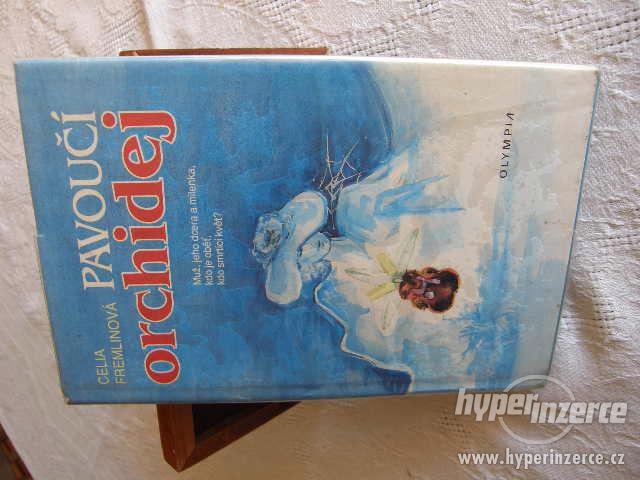 CELIA
FREMLINOVÁ
PAVOUČÍ
orchidej
Muž, jeho dcera a milenka,
kdo je oběť,
kdo smrtící květ?
OLYMPIA
hyperinzerce
www.hyperinzerce.cz